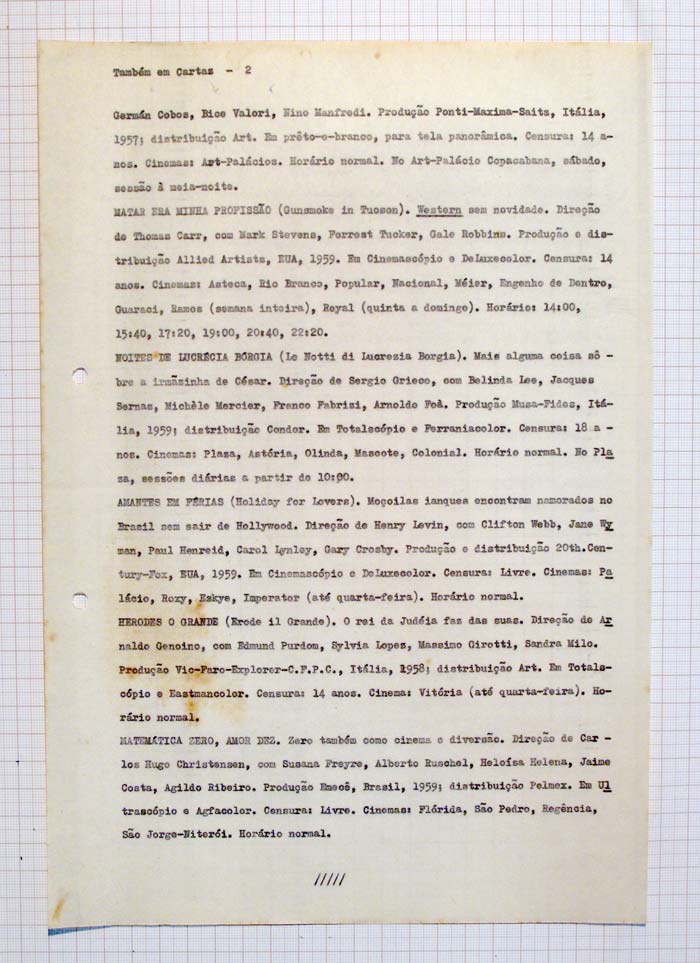 Também em Cartaz - 2
Germán Cobos, Bice Valori, Nino Manfredi. Produção Ponti-Maxima-Saitz, Itália,
1957; distribuição Art. Em prêto-e-branco, para tela panorâmica. Censura: 14 a-
nos. Cinemas: Art-Palácios. Horário normal. No Art-Palácio Copacabana, sábado,
sessão à meia-noite.
MATAR ERA MINHA PROFISSÃO (Gunsmoke in Tucson). Western sem novidade. Direção
de Thomas Carr, com Mark Stevens, Forrest Tucker, Gale Robbins. Produção e dis-
tribuição Allied Artists, EUA, 1959. Em Cinemascópio e DeLuxecolor. Censura: 14
anos. Cinemas: Asteca, Rio Branco, Popular, Nacional, Méier, Engenho de Dentro,
Guaraci, Ramos (semana inteira), Royal (quinta a domingo). Horário: 14:00,
15:40, 17:20, 19:00, 20:40, 22:20.
NOITES DE LUCRÉCIA BÓRGIA (Le Notti di Lucrezia Borgia). Mais alguma coisa sô -
bre a irmãzinha de César. Direção de Sergio Grieco, com Belinda Lee, Jacques
Sernas, Michèle Mercier, Franco Fabrizi, Arnoldo Foà. Produção Musa-Fides, Itá-
lia, 1959; distribuição Condor. Em Totalscópio e Ferraniacolor. Censura: 18 a -
nos. Cinemas: Plaza, Astória, Olinda, Mascote, Colonial. Horário normal. No Pla
za, sessões diárias a partir de 10:00.
AMANTES EM FÉRIAS (Holiday for Lovers). Moçoilas ianques encontram namorados no
Brasil sem sair de Hollywood. Direção de Henry Levin, com Clifton Webb, Jane Wy
man, Paul Henreid, Carol Lynley, Gary Crosby. Produção e distribuição 20th.Cen-
tury-Fox, EUA, 1959. Em Cinemascópio e DeLuxecolor. Censura: Livre. Cinemas: Pa
lácio, Roxy, Eskye, Imperator (até quarta-feira). Horário normal.
HERODES O GRANDE (Erode il Grande). O rei da Judéia faz das suas. Direção de Ar
naldo Genoino, com Edmund Purdom, Sylvia Lopez, Massimo Girotti, Sandra Milo.
Produção Vic-Faro-Explorer-C.F.P.C., Itália, 1958; distribuição Art. Em Totals-
cópio e Eastmancolor. Censura: 14 anos. Cinema: Vitória (até quarta-feira). Ho-
rário normal.
MATEMÁTICA ZERO, AMOR DEZ. Zero também como cinema e diversão. Direção de Car -
los Hugo Christensen, com Susana Freyre, Alberto Ruschel, Heloísa Helena, Jaime
Costa, Agildo Ribeiro. Produção Emecê, Brasil, 1959; distribuição Pelmex. Em Ul
trascópio e Agfacolor. Censura: Livre. Cinemas: Flórida, São Pedro, Regência,
São Jorge-Niterói. Horário normal.
/////